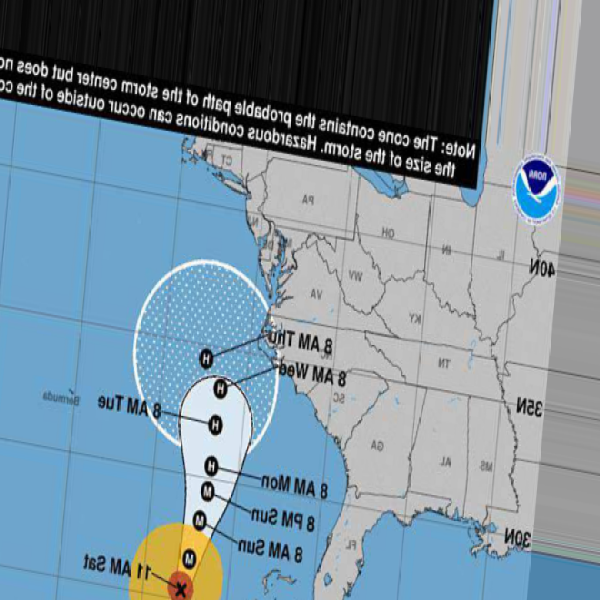 Note: The cone contains the probable path of the storm center but does no
the size of the storm. Hazardous conditions can occur outside of the co
NOAA
CT
PA
OH
IN
IL
40N
WV
VA
KY
8 AM Thu
TN
8 AM Wed
NC
SC
35N
8 AM Tue
Bermuda
GA
AL
MS
8 AM Mon
8 PM Sun
30N
8 AM Sun
FL
11 AM Sat
H
H
H
H
M
M
M